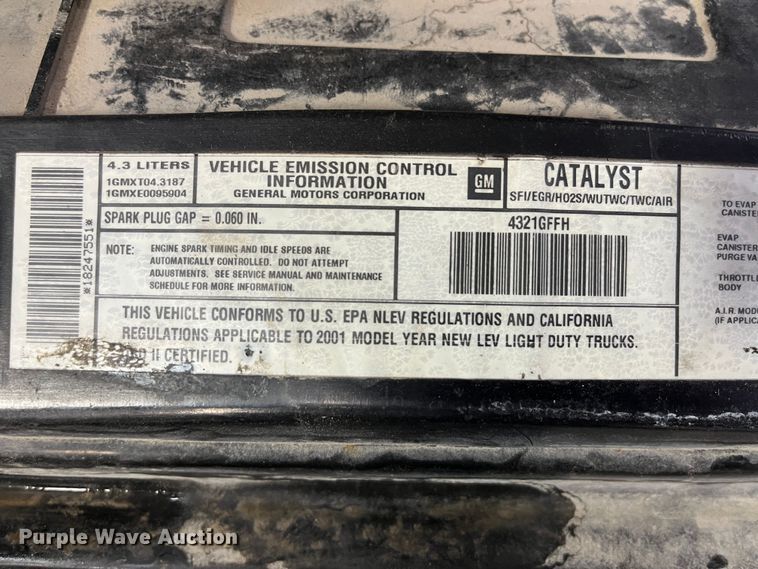 *18247551*
4.3 LITERS
1GMXT04.3187
1GMXE0095904
VEHICLE EMISSION CONTROL
INFORMATION
GENERAL MOTORS CORPORATION
GM
CATALYST
SFI/EGR/HO2S/WUTWC/TWC/AIR
SPARK PLUG GAP = 0.060 IN.
4321GFFH
NOTE: ENGINE SPARK TIMING AND IDLE SPEEDS ARE
AUTOMATICALLY CONTROLLED. DO NOT ATTEMPT
ADJUSTMENTS. SEE SERVICE MANUAL AND MAINTENANCE
SCHEDULE FOR MORE INFORMATION.
THIS VEHICLE CONFORMS TO U.S. EPA NLEV REGULATIONS AND CALIFORNIA
REGULATIONS APPLICABLE TO 2001 MODEL YEAR NEW LEV LIGHT DUTY TRUCKS.
II CERTIFIED.
TO EVAP
CANISTE
EVAP
CANISTER
PURGE VA
THROTTL
BODY
A.I.R. MODE
(IF APPLICA
Purple Wave Auction